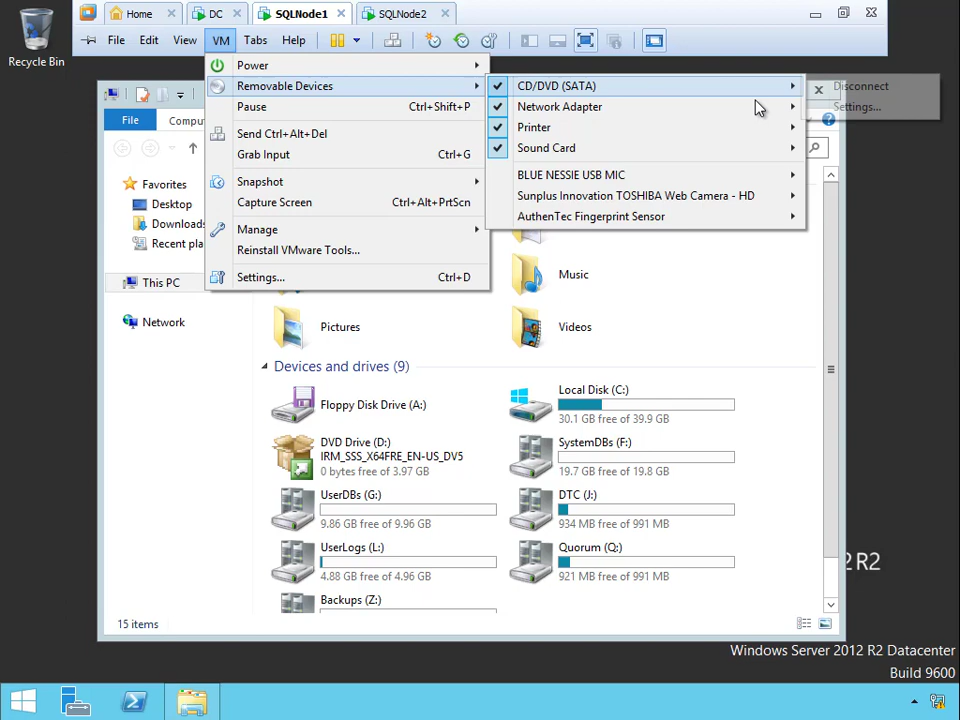 Recycle Bin
Home
DC
SQLNode1
SQLNode2
File
Edit
View
VM
Tabs
Help
Power
Removable Devices
Pause Ctrl+Shift+P
Send Ctrl+Alt+Del
Grab Input Ctrl+G
Snapshot
Capture Screen Ctrl+Alt+PrtScn
Manage
Reinstall VMware Tools...
Settings... Ctrl+D
CD/DVD (SATA)
Network Adapter
Printer
Sound Card
BLUE NESSIE USB MIC
Sunplus Innovation TOSHIBA Web Camera - HD
AuthenTec Fingerprint Sensor
Disconnect
Settings...
File
Favorites
Desktop
Downloads
This PC
Network
Music
Pictures
Videos
Devices and drives (9)
Floppy Disk Drive (A:)
Local Disk (C:)
30.1 GB free of 39.9 GB
DVD Drive (D:)
IRM_SSS_X64FRE_EN-US_DV5
0 bytes free of 3.97 GB
SystemDBs (F:)
19.7 GB free of 19.8 GB
UserDBs (G:)
9.86 GB free of 9.96 GB
DTC (J:)
934 MB free of 991 MB
UserLogs (L:)
4.88 GB free of 4.96 GB
Quorum (Q:)
921 MB free of 991 MB
Backups (Z:)
15 items
2 R2
Windows Server 2012 R2 Datacenter
Build 9600